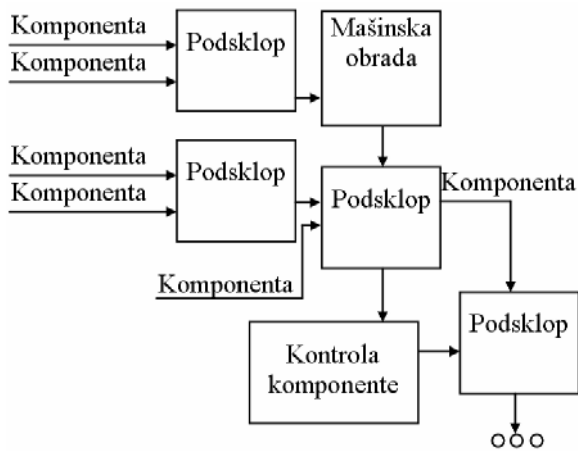 Komponenta
Komponenta
Podsklop
Mašinska
obrada
Komponenta
Komponenta
Podsklop
Podsklop
Komponenta
Komponenta
Kontrola
komponente
Podsklop